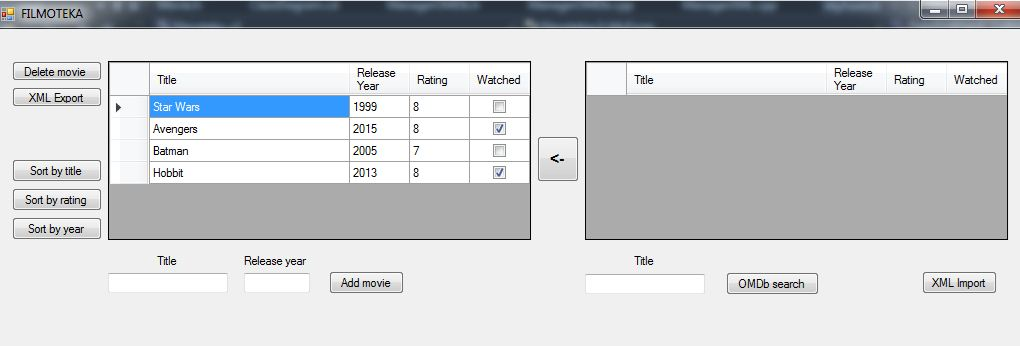 FILMOTEKA
Delete movie
XML Export
Sort by title
Sort by rating
Sort by year
Title Release Year Rating Watched
Star Wars 1999 8
Avengers 2015 8
Batman 2005 7
Hobbit 2013 8
<-
Title Release Year Rating Watched
Title Release year
Add movie
Title
OMDb search
XML Import